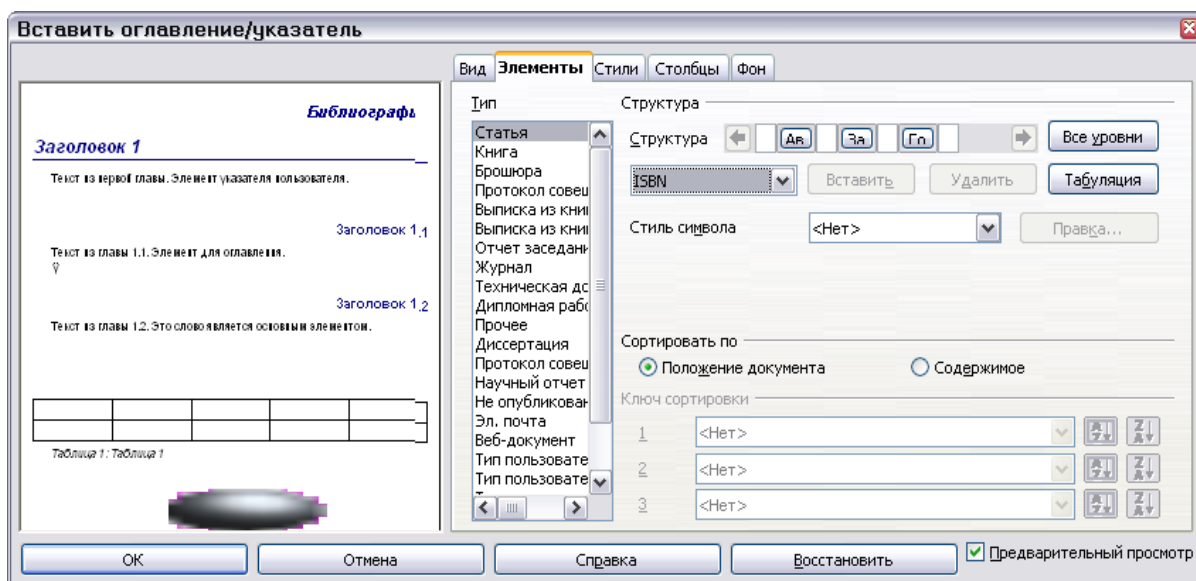 Вставить оглавление/указатель
Вид Элементы Стили Столбцы Фон
Библиографь
Заголовок 1
Текст из первой главы. Элемент указателя пользователя.
Заголовок 1.1
Текст из главы 1.1. Элемент для оглавления.
Заголовок 1.2
Текст из главы 1.2. Это слово является основным элементом.
Таблица 1: Таблица 1
Тип
Статья
Книга
Брошюра
Протокол совещ
Выписка из книг
Выписка из книг
Отчет заседани
Журнал
Техническая до
Дипломная рабо
Прочее
Диссертация
Протокол совещ
Научный отчет
Не опубликован
Эл. почта
Веб-документ
Тип пользовате
Тип пользовате
Структура
Структура Ав За Го Все уровни
ISBN Вставить Удалить Табуляция
Стиль символа <Нет> Правка...
Сортировать по
Положение документа Содержимое
Ключ сортировки
1 <Нет>
2 <Нет>
3 <Нет>
ОК Отмена Справка Восстановить Предварительный просмотр